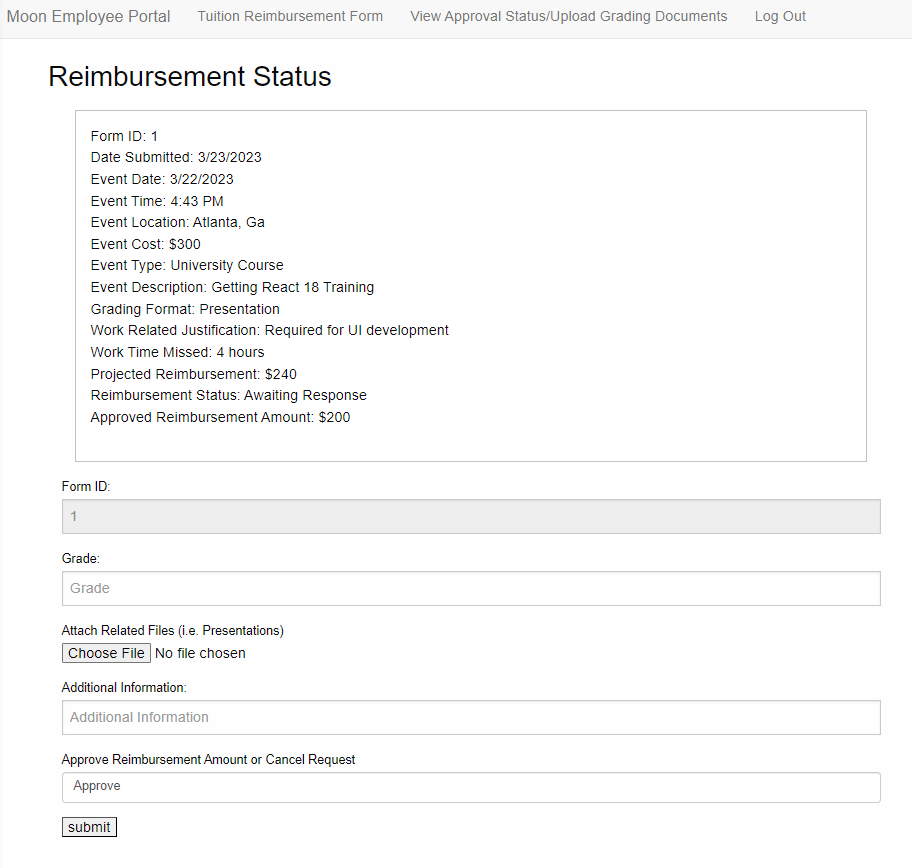 Moon Employee Portal Tuition Reimbursement Form View Approval Status/Upload Grading Documents Log Out
Reimbursement Status
Form ID: 1
Date Submitted: 3/23/2023
Event Date: 3/22/2023
Event Time: 4:43 PM
Event Location: Atlanta, Ga
Event Cost: $300
Event Type: University Course
Event Description: Getting React 18 Training
Grading Format: Presentation
Work Related Justification: Required for UI development
Work Time Missed: 4 hours
Projected Reimbursement: $240
Reimbursement Status: Awaiting Response
Approved Reimbursement Amount: $200
Form ID:
1
Grade:
Grade
Attach Related Files (i.e. Presentations)
Choose File No file chosen
Additional Information:
Additional Information
Approve Reimbursement Amount or Cancel Request
Approve
submit